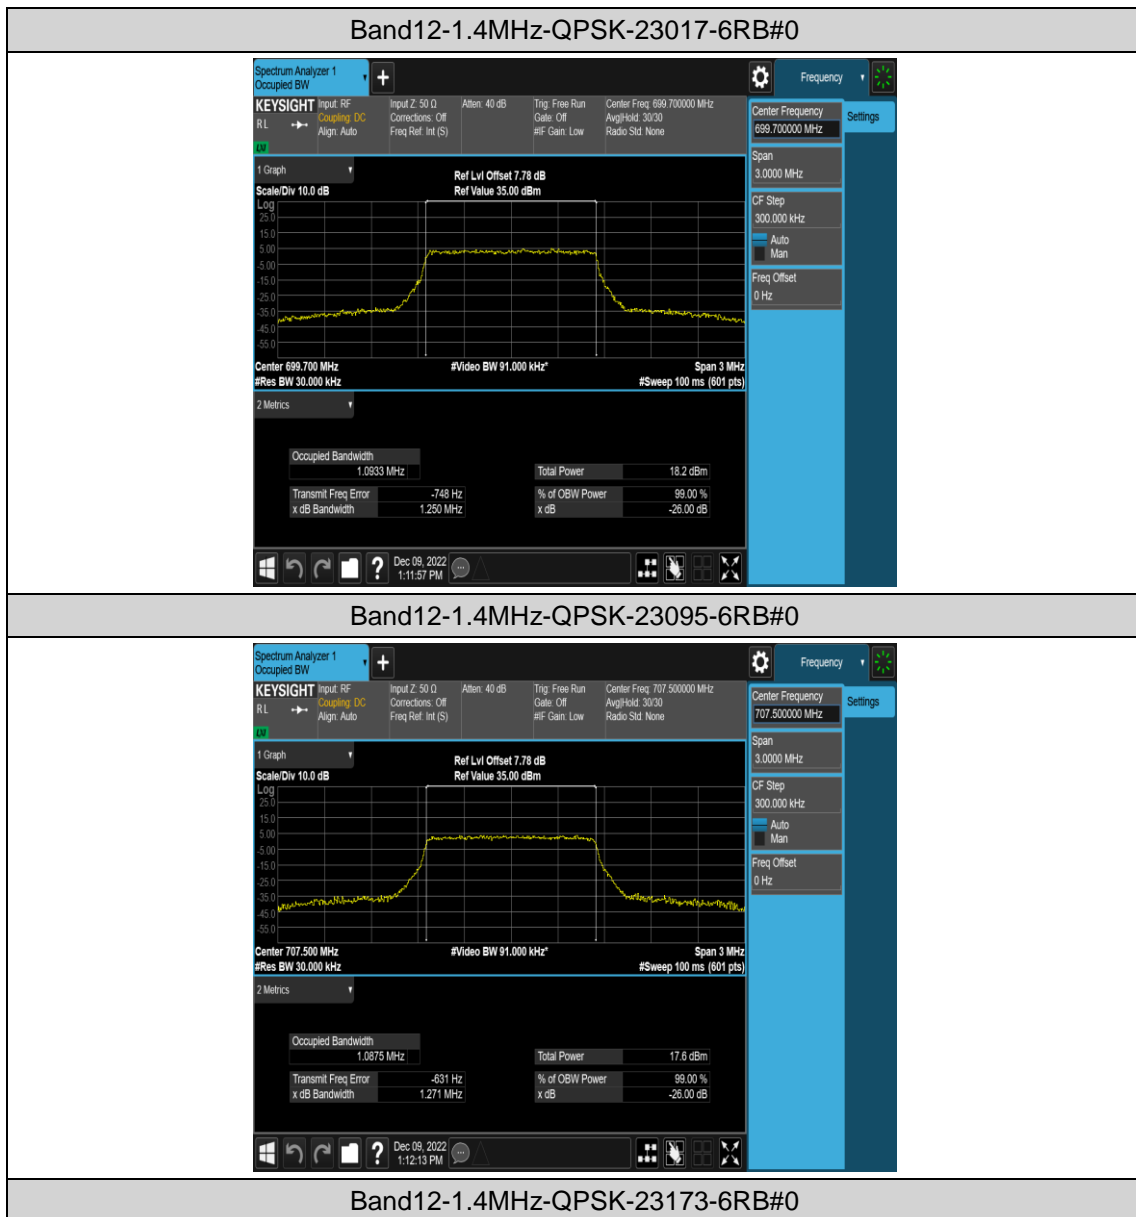 Band12-1.4MHz-QPSK-23017-6RB#0
Spectrum Analyzer 1
Occupied BW
+
Frequency
KEYSIGHT Input: RF Input Z: 50 Ω Atten: 40 dB Trig: Free Run Center Freq: 699.700000 MHz
RL Coupling: DC Corrections: Off Gate: Off Avg|Hold: 30/30
Align: Auto Freq Ref: Int (S) #IF Gain: Low Radio Std: None
LXI
Center Frequency
699.700000 MHz
Settings
Span
3.0000 MHz
CF Step
300.000 kHz
Auto
Man
Freq Offset
0 Hz
1 Graph
Ref Lvl Offset 7.78 dB
Scale/Div 10.0 dB Ref Value 35.00 dBm
Log
25.0
15.0
5.00
-5.00
-15.0
-25.0
-35.0
-45.0
-55.0
Center 699.700 MHz #Video BW 91.000 kHz* Span 3 MHz
#Res BW 30.000 kHz #Sweep 100 ms (601 pts)
2 Metrics
Occupied Bandwidth
1.0933 MHz Total Power 18.2 dBm
Transmit Freq Error -748 Hz % of OBW Power 99.00 %
x dB Bandwidth 1.250 MHz x dB -26.00 dB
? Dec 09, 2022
1:11:57 PM
Band12-1.4MHz-QPSK-23095-6RB#0
Spectrum Analyzer 1
Occupied BW
+
Frequency
KEYSIGHT Input: RF Input Z: 50 Ω Atten: 40 dB Trig: Free Run Center Freq: 707.500000 MHz
RL Coupling: DC Corrections: Off Gate: Off Avg|Hold: 30/30
Align: Auto Freq Ref: Int (S) #IF Gain: Low Radio Std: None
LXI
Center Frequency
707.500000 MHz
Settings
Span
3.0000 MHz
CF Step
300.000 kHz
Auto
Man
Freq Offset
0 Hz
1 Graph
Ref Lvl Offset 7.78 dB
Scale/Div 10.0 dB Ref Value 35.00 dBm
Log
25.0
15.0
5.00
-5.00
-15.0
-25.0
-35.0
-45.0
-55.0
Center 707.500 MHz #Video BW 91.000 kHz* Span 3 MHz
#Res BW 30.000 kHz #Sweep 100 ms (601 pts)
2 Metrics
Occupied Bandwidth
1.0875 MHz Total Power 17.6 dBm
Transmit Freq Error -631 Hz % of OBW Power 99.00 %
x dB Bandwidth 1.271 MHz x dB -26.00 dB
? Dec 09, 2022
1:12:13 PM
Band12-1.4MHz-QPSK-23173-6RB#0